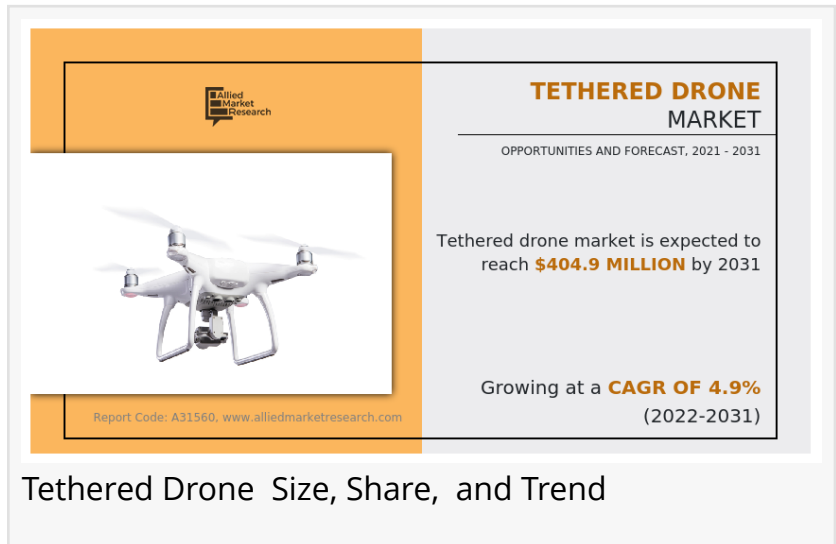 Allied
Market
Research
TETHERED DRONE
MARKET
OPPORTUNITIES AND FORECAST, 2021 - 2031
Tethered drone market is expected to
reach $404.9 MILLION by 2031
Growing at a CAGR OF 4.9%
(2022-2031)
Report Code: A31560, www.alliedmarketresearch.com
Tethered Drone  Size, Share,  and Trend